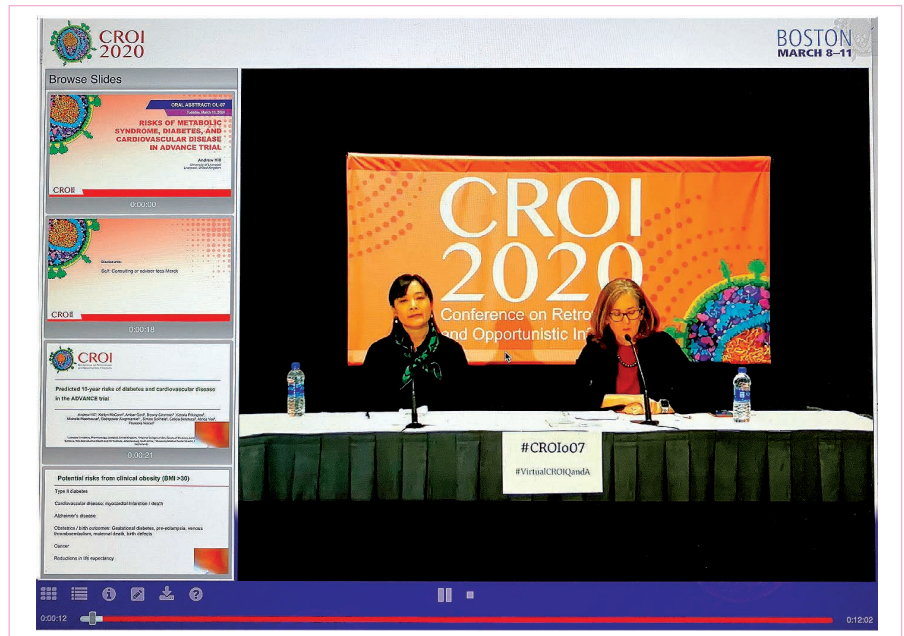 CROI
2020
BOSTON
MARCH 8–11
Browse Slides
ORAL ABSTRACT: OL-07
RISKS OF METABOLIC
SYNDROME, DIABETES, AND
CARDIOVASCULAR DISEASE
IN ADVANCE TRIAL
Andrew Hill
CROI
0:00:00
Self: Consulting or advisor fees Merck
CROI
0:00:18
CROI
Predicted 10-year risks of diabetes and cardiovascular disease
in the ADVANCE trial
0:00:21
Potential risks from clinical obesity (BMI >30)
Type II diabetes
Cardiovascular disease: myocardial infarction / death
Alzheimer's disease
Obstetrics / birth outcomes: Gestational diabetes, pre-eclampsia, venous
thromboembolism, maternal death, birth defects
Cancer
Reductions in life expectancy
CROI
2020
Conference on Retro
and Opportunistic In
#CROIo07
#VirtualCROIQandA
0:00:12
0:12:02